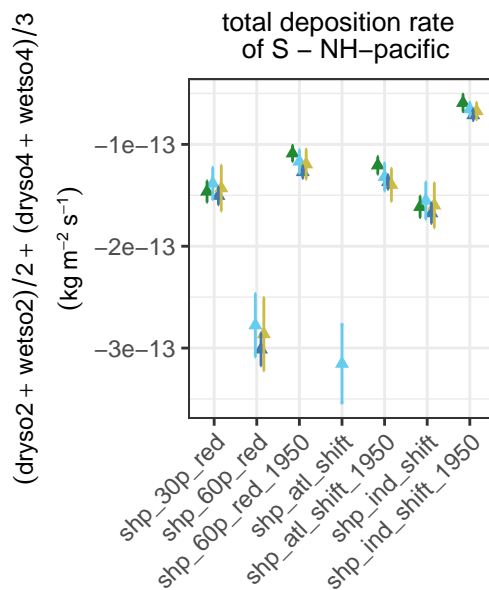 total deposition rate
of S − NH−pacific
(dryso2 + wetso2)/2 + (dryso4 + wetso4)/3
(kg m⁻² s⁻¹)
−1e−13
−2e−13
−3e−13
shp_30p_red
shp_60p_red
shp_60p_red_1950
shp_atl_shift
shp_atl_shift_1950
shp_ind_shift
shp_ind_shift_1950